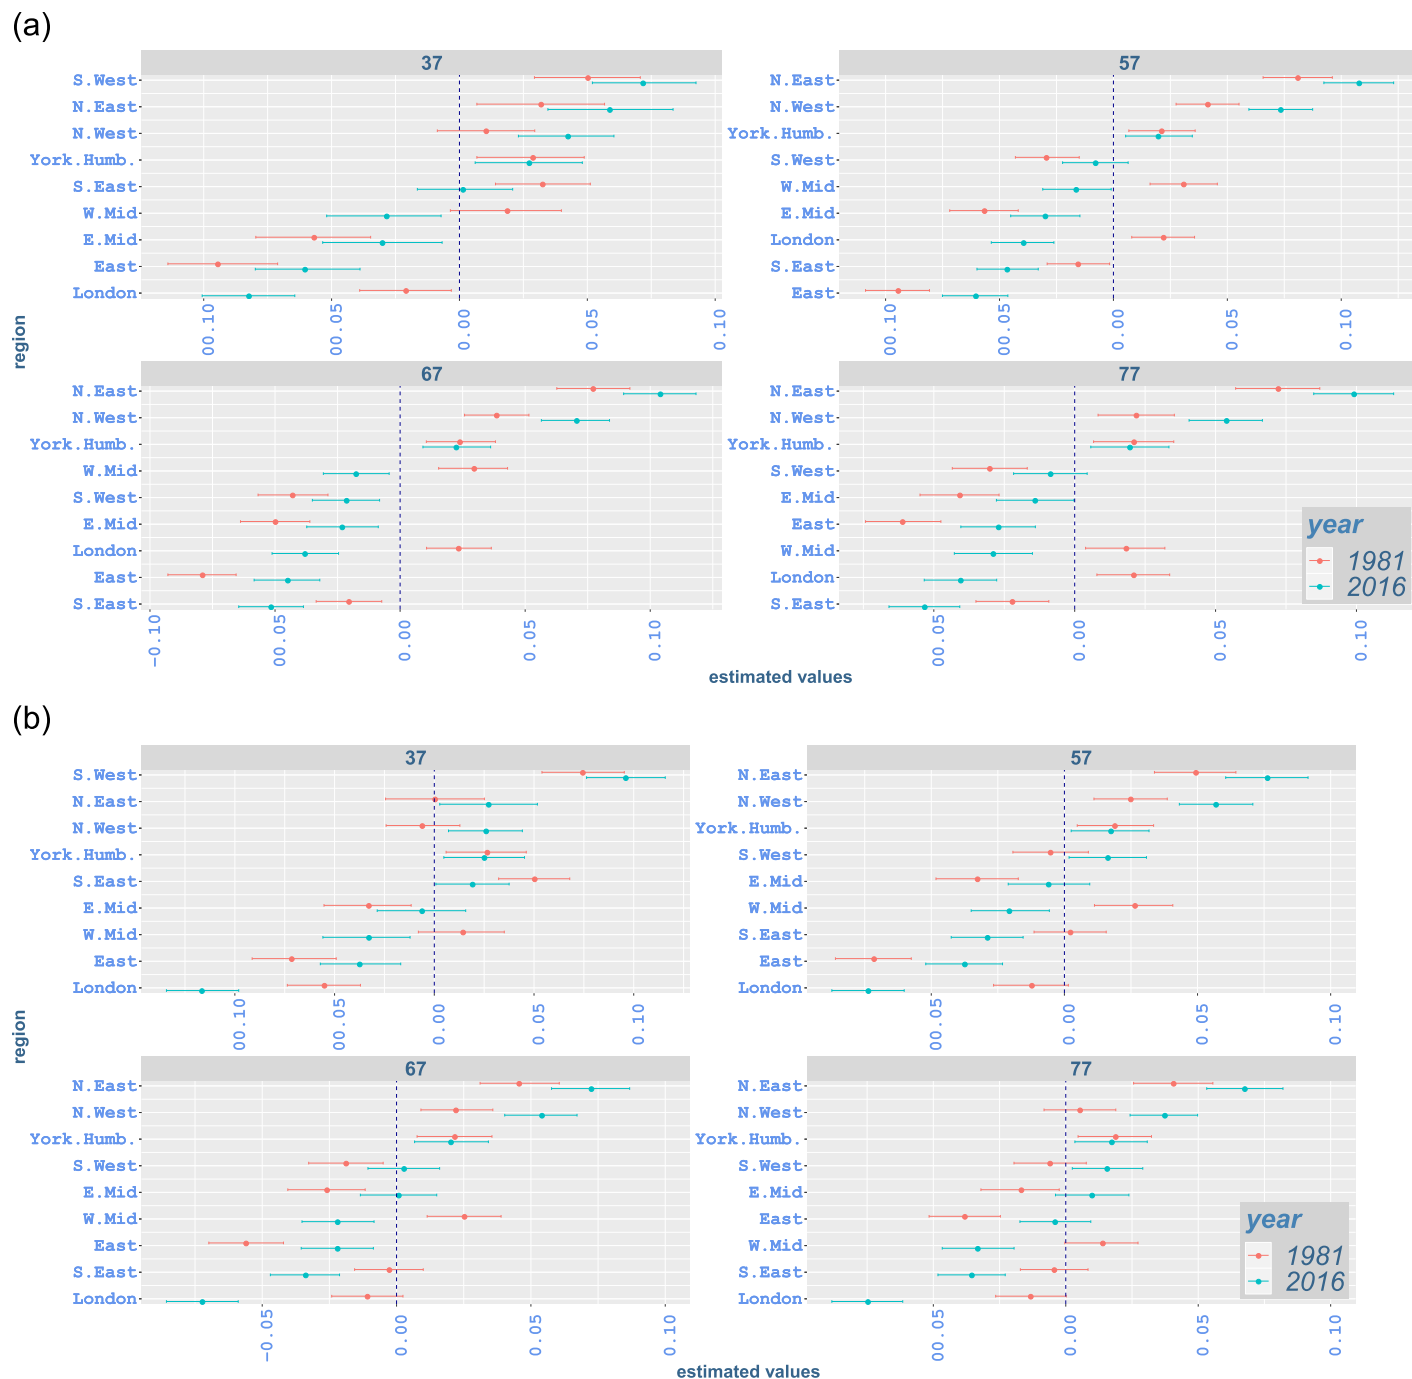 (a)
37
S.West
N.East
N.West
York.Humb.
S.East
W.Mid
E.Mid
East
London
00.10
00.05
0.00
0.05
0.10
57
N.East
N.West
York.Humb.
S.West
W.Mid
E.Mid
London
S.East
East
00.10
00.05
0.00
0.05
0.10
region
67
N.East
N.West
York.Humb.
W.Mid
S.West
E.Mid
London
East
S.East
−0.10
00.05
0.00
0.05
0.10
77
N.East
N.West
York.Humb.
S.West
E.Mid
East
W.Mid
London
S.East
00.05
0.00
0.05
0.10
year
1981
2016
estimated values
(b)
37
S.West
N.East
N.West
York.Humb.
S.East
E.Mid
W.Mid
East
London
00.10
00.05
0.00
0.05
0.10
57
N.East
N.West
York.Humb.
S.West
E.Mid
W.Mid
S.East
East
London
00.05
0.00
0.05
0.10
region
67
N.East
N.West
York.Humb.
S.West
E.Mid
W.Mid
East
S.East
London
−0.05
0.00
0.05
0.10
77
N.East
N.West
York.Humb.
S.West
E.Mid
East
W.Mid
S.East
London
00.05
0.00
0.05
0.10
year
1981
2016
estimated values